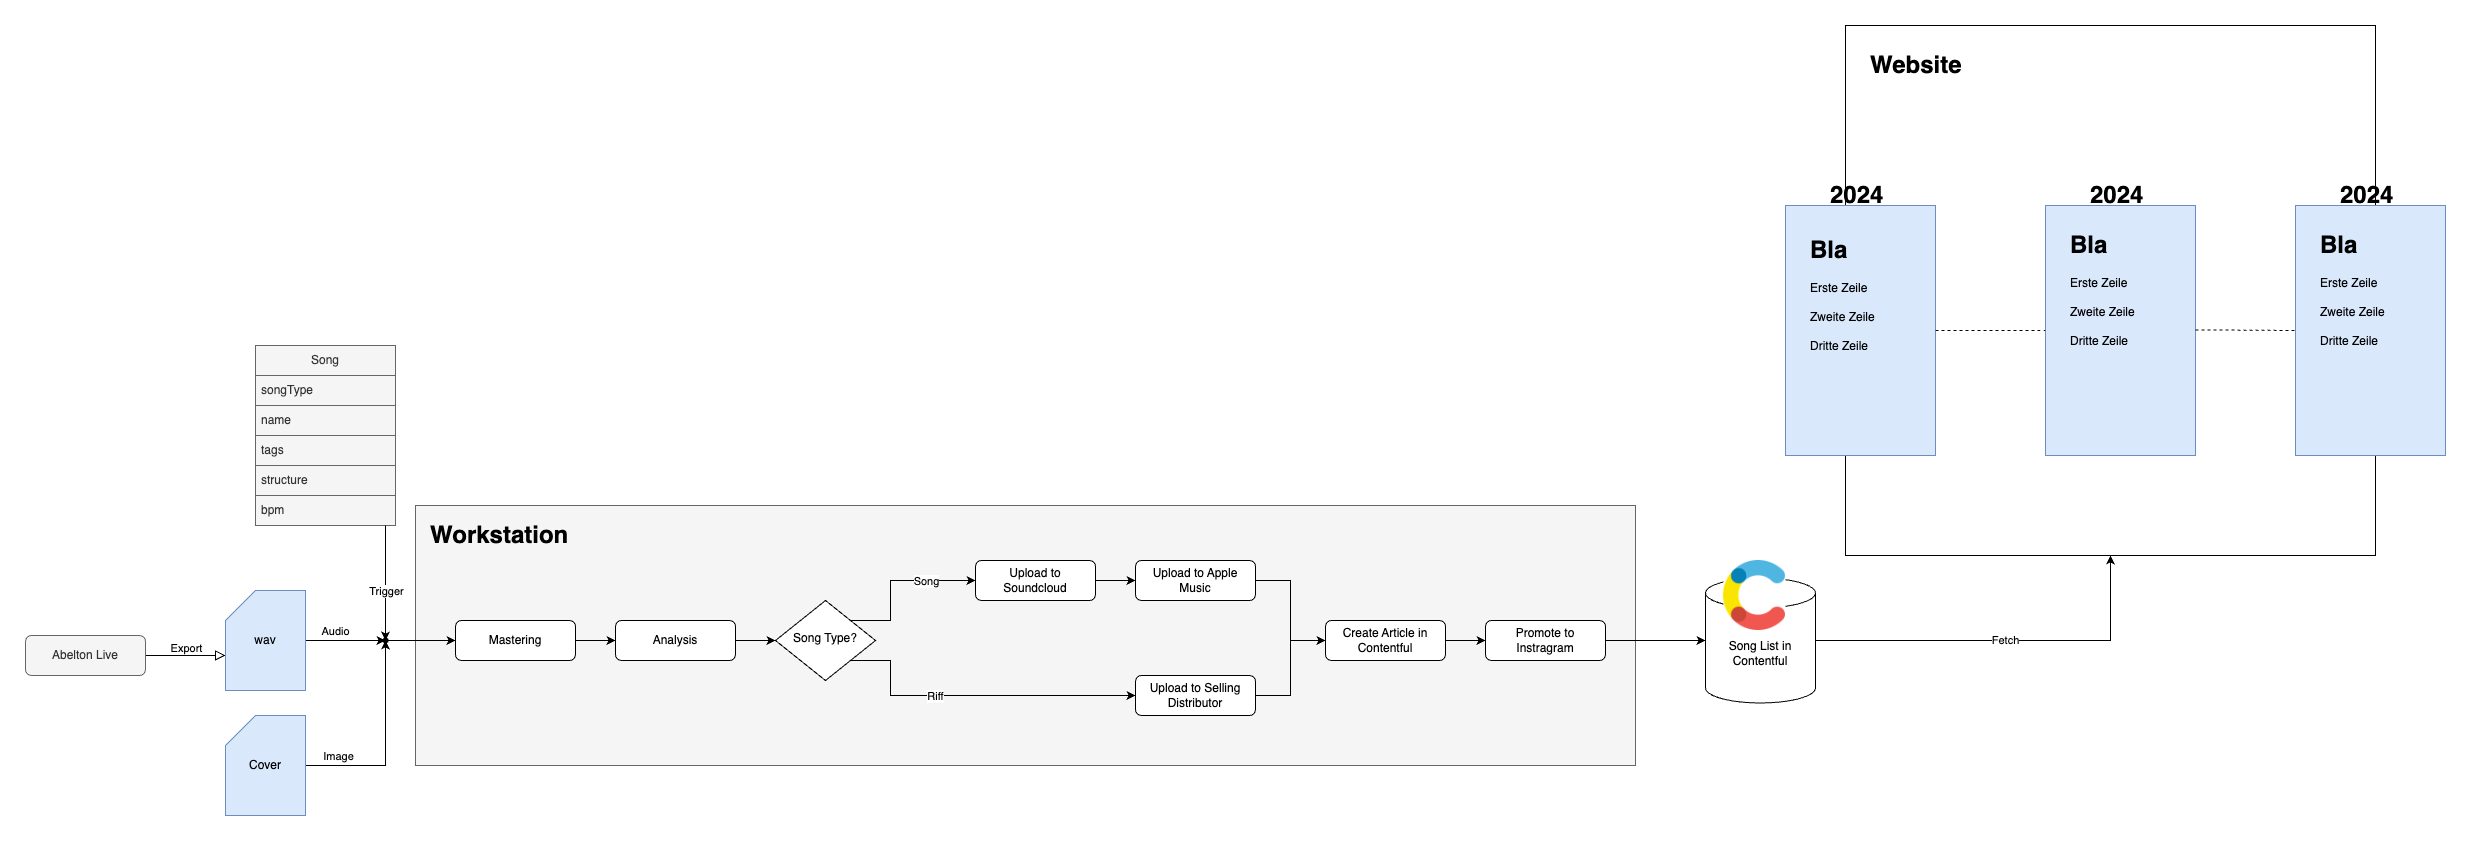 Website
2024
2024
2024
Bla
Erste Zeile
Zweite Zeile
Dritte Zeile
Bla
Erste Zeile
Zweite Zeile
Dritte Zeile
Bla
Erste Zeile
Zweite Zeile
Dritte Zeile
Song
songType
name
tags
structure
bpm
Trigger
Abelton Live
Export
wav
Audio
Cover
Image
Workstation
Mastering
Analysis
Song Type?
Song
Upload to
Soundcloud
Upload to Apple
Music
Riff
Upload to Selling
Distributor
Create Article in
Contentful
Promote to
Instragram
Song List in
Contentful
Fetch